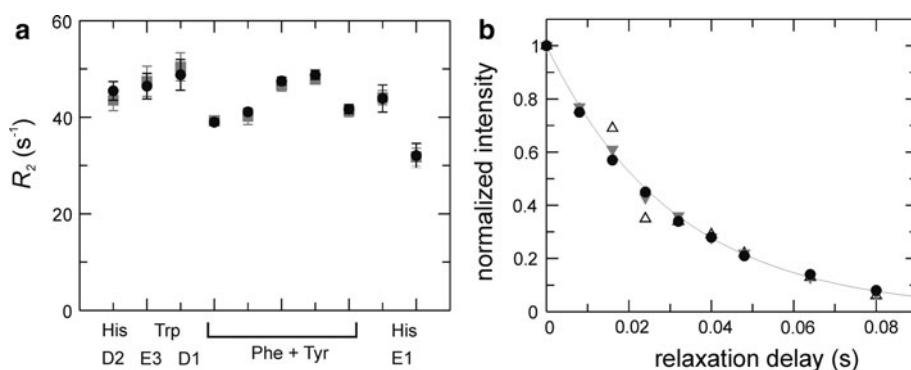 a
R₂ (s⁻¹)
60
40
20
0
His Trp His
D2 E3 D1 Phe + Tyr E1
b
normalized intensity
1
0.8
0.6
0.4
0.2
0
0 0.02 0.04 0.06 0.08
relaxation delay (s)